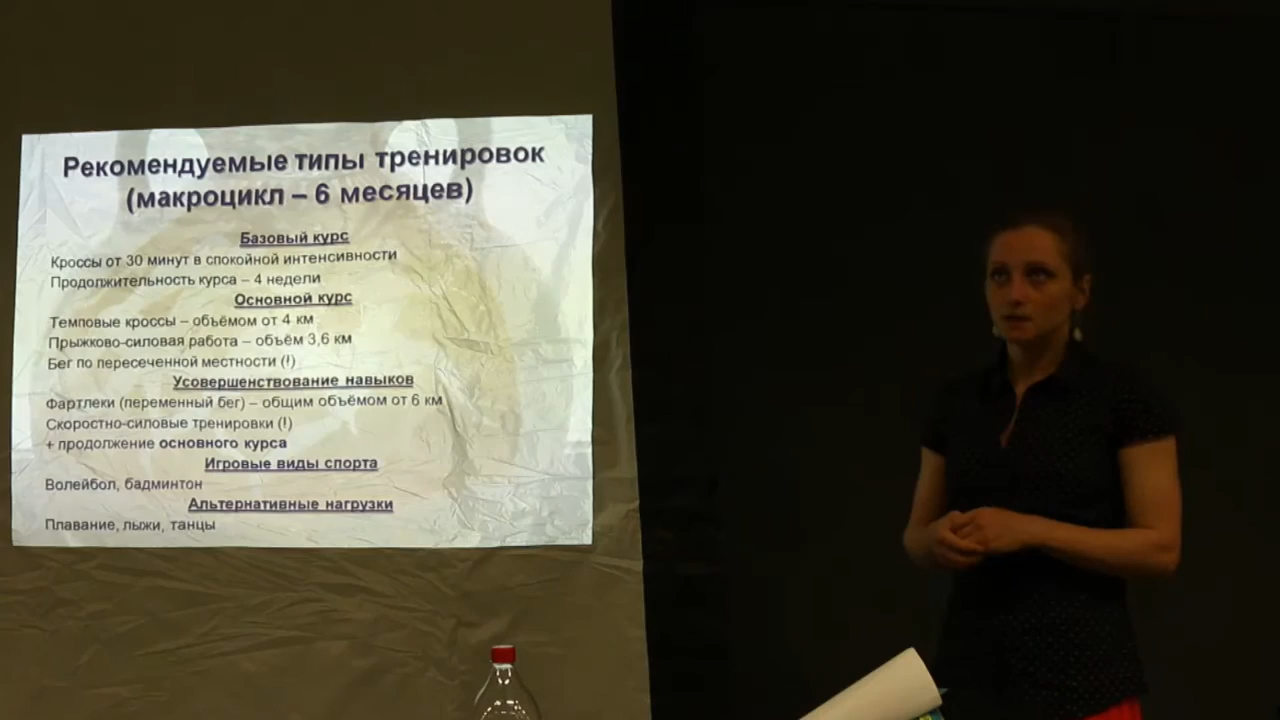 Рекомендуемые типы тренировок
(макроцикл – 6 месяцев)
Базовый курс
Кроссы от 30 минут в спокойной интенсивности
Продолжительность курса – 4 недели
Основной курс
Темповые кроссы – объёмом от 4 км
Прыжково-силовая работа – объём 3,6 км
Бег по пересеченной местности (!)
Усовершенствование навыков
Фартлеки (переменный бег) – общим объёмом от 6 км
Скоростно-силовые тренировки (!)
+ продолжение основного курса
Игровые виды спорта
Волейбол, бадминтон
Альтернативные нагрузки
Плавание, лыжи, танцы